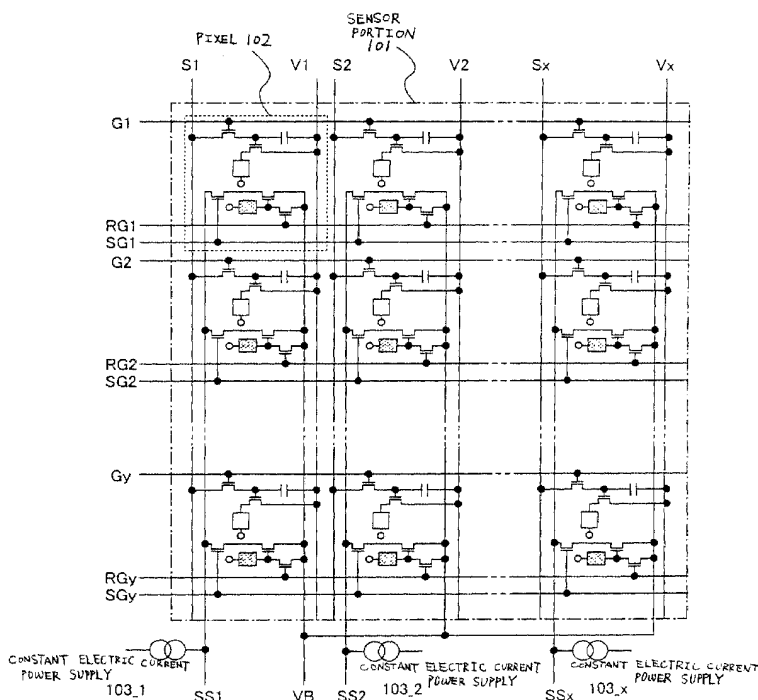 SENSOR
PORTION
101
PIXEL 102
S1 V1 S2 V2 Sx Vx
G1
RG1
SG1
G2
RG2
SG2
Gy
RGy
SGy
CONSTANT ELECTRIC CURRENT
POWER SUPPLY
103_1
CONSTANT ELECTRIC CURRENT
POWER SUPPLY
103_2
CONSTANT ELECTRIC CURRENT
POWER SUPPLY
103_x
SS1 VB SS2 SSx